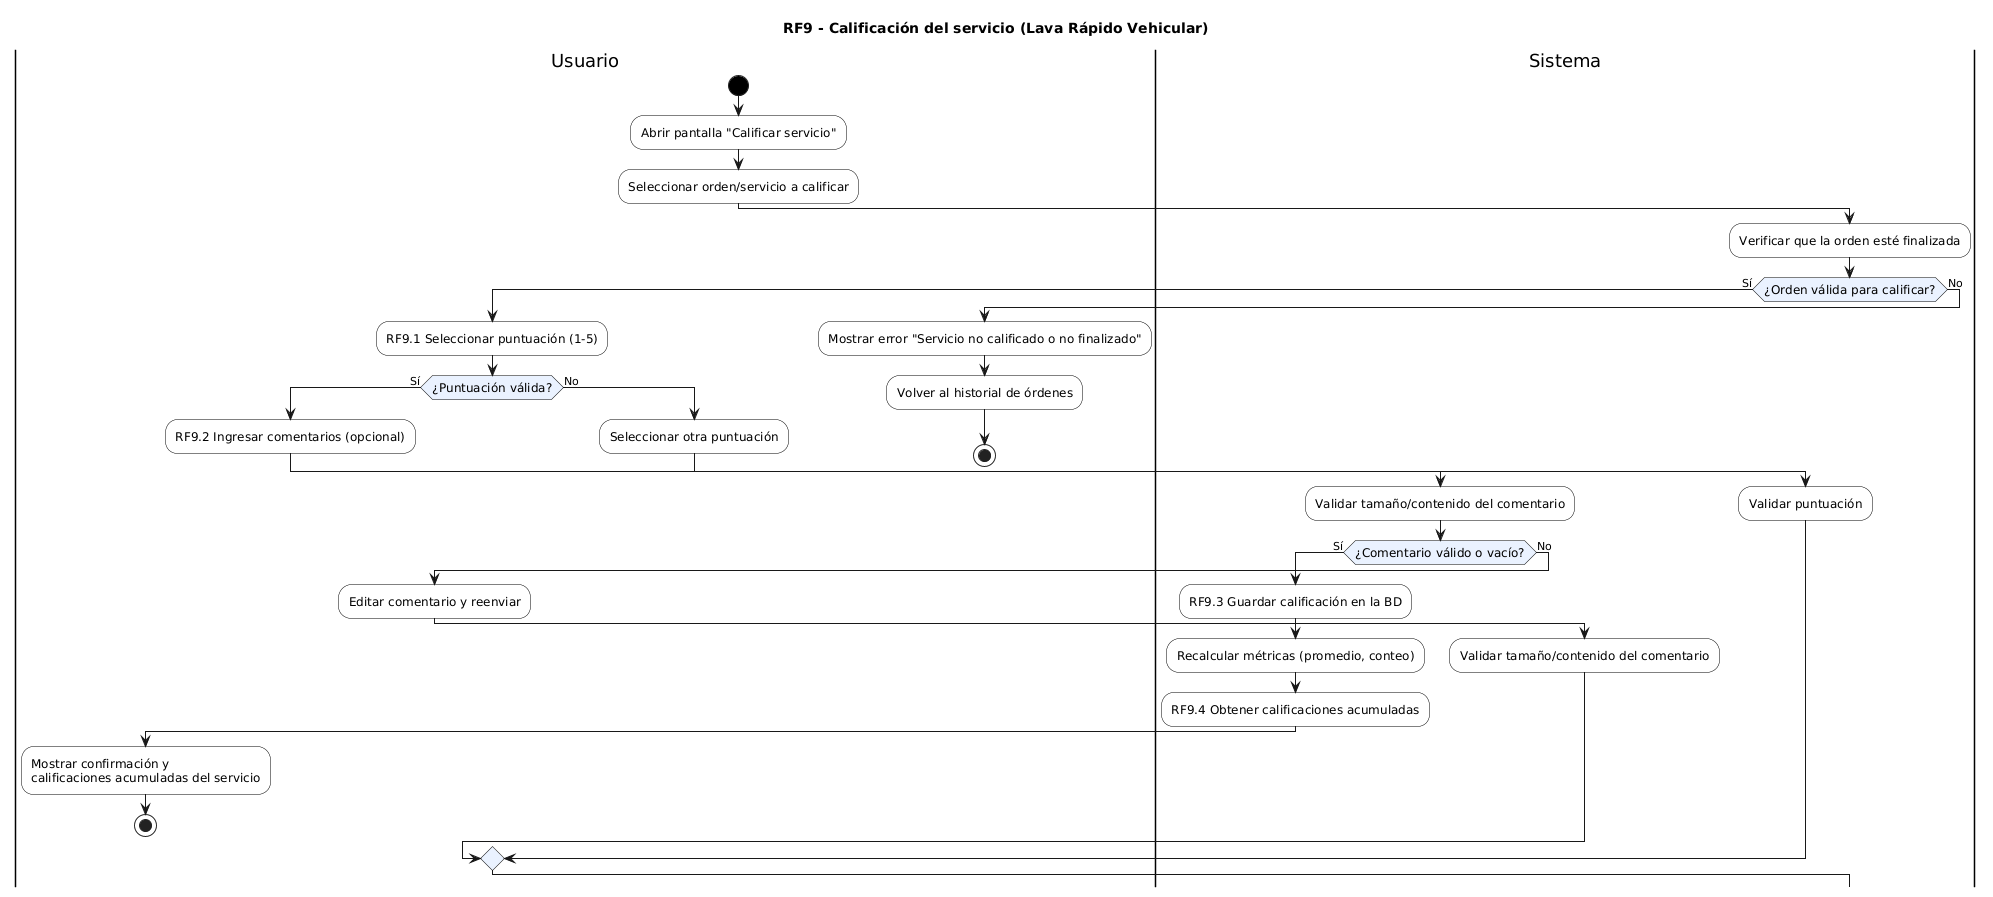 RF9 - Calificación del servicio (Lava Rápido Vehicular)
Usuario
Sistema
Abrir pantalla "Calificar servicio"
Seleccionar orden/servicio a calificar
Verificar que la orden esté finalizada
Sí
¿Orden válida para calificar?
No
RF9.1 Seleccionar puntuación (1-5)
Mostrar error "Servicio no calificado o no finalizado"
Sí
¿Puntuación válida?
No
Volver al historial de órdenes
RF9.2 Ingresar comentarios (opcional)
Seleccionar otra puntuación
Validar tamaño/contenido del comentario
Validar puntuación
Sí
¿Comentario válido o vacío?
No
Editar comentario y reenviar
RF9.3 Guardar calificación en la BD
Recalcular métricas (promedio, conteo)
Validar tamaño/contenido del comentario
RF9.4 Obtener calificaciones acumuladas
Mostrar confirmación y
calificaciones acumuladas del servicio